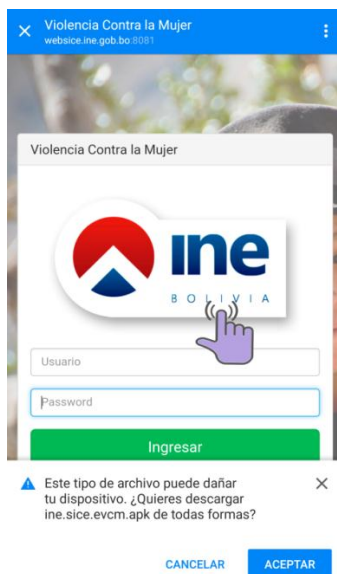 Violencia Contra la Mujer
websice.ine.gob.bo:8081
Violencia Contra la Mujer
ine
BOLIVIA
Usuario
Password
Ingresar
Este tipo de archivo puede dañar
tu dispositivo. ¿Quieres descargar
ine.sice.evcm.apk de todas formas?
CANCELAR
ACEPTAR